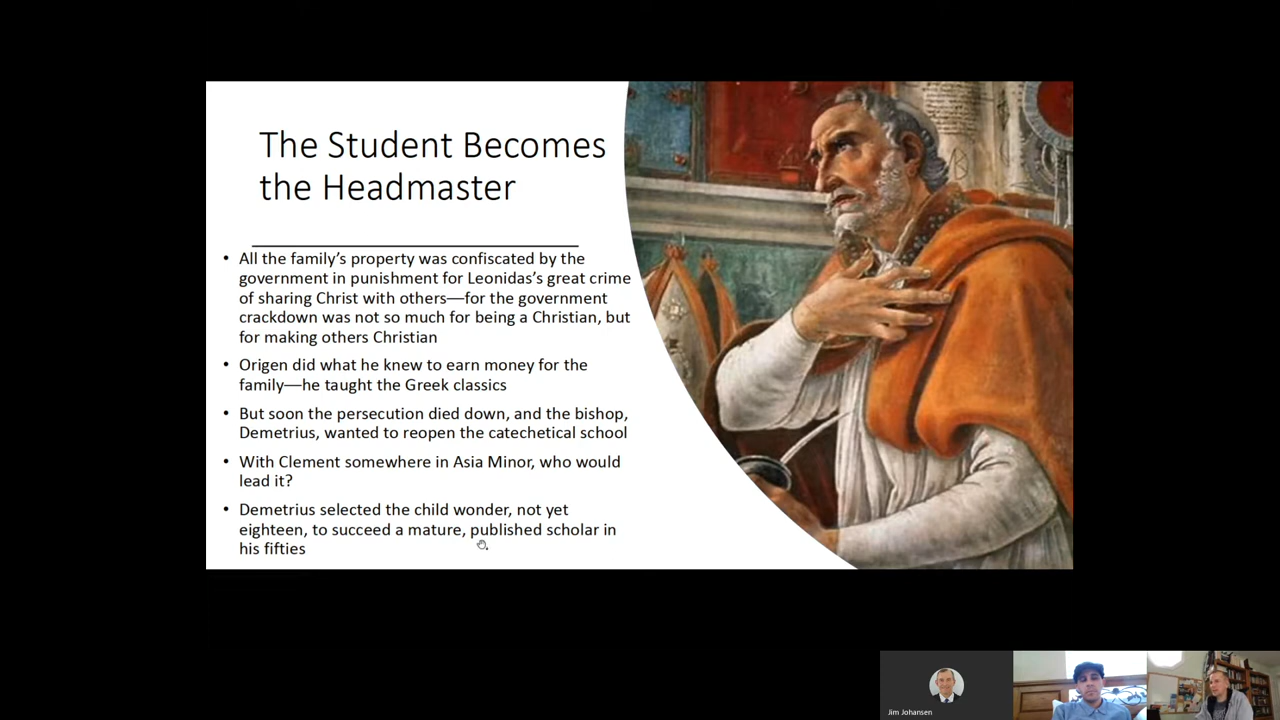 The Student Becomes
the Headmaster
• All the family's property was confiscated by the
government in punishment for Leonidas's great crime
of sharing Christ with others—for the government
crackdown was not so much for being a Christian, but
for making others Christian
• Origen did what he knew to earn money for the
family—he taught the Greek classics
• But soon the persecution died down, and the bishop,
Demetrius, wanted to reopen the catechetical school
• With Clement somewhere in Asia Minor, who would
lead it?
• Demetrius selected the child wonder, not yet
eighteen, to succeed a mature, published scholar in
his fifties
Jim Johansen